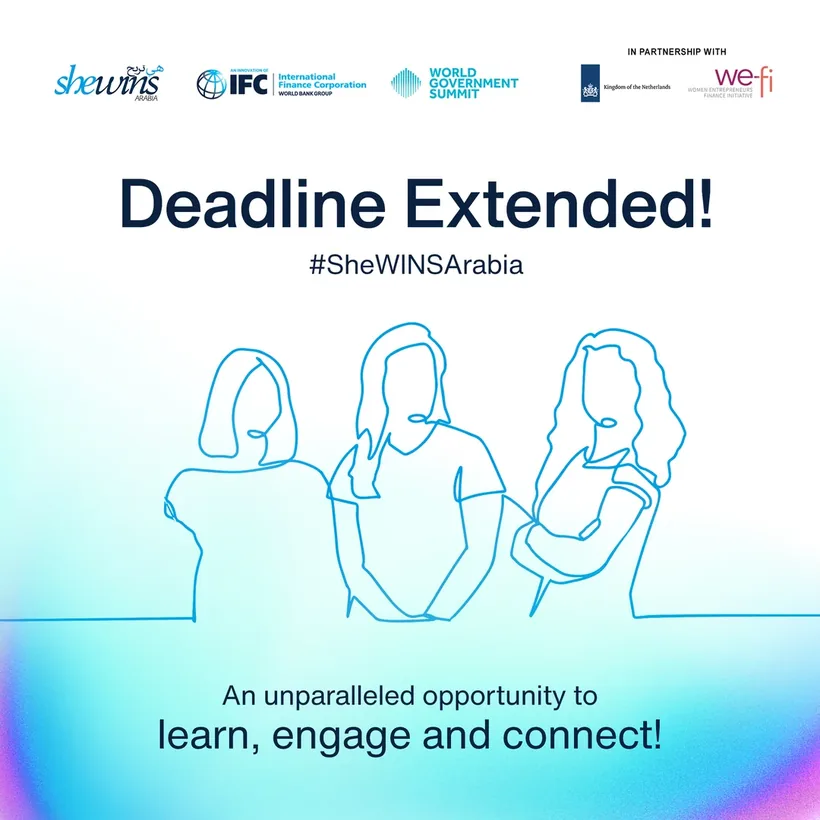 IN PARTNERSHIP WITH
shewins هي تربح
ARABIA
AN INNOVATION OF
IFC
International
Finance Corporation
WORLD BANK GROUP
WORLD
GOVERNMENT
SUMMIT
Kingdom of the Netherlands
we-fi
WOMEN ENTREPRENEURS
FINANCE INITIATIVE
Deadline Extended!
#SheWINSArabia
An unparalleled opportunity to
learn, engage and connect!